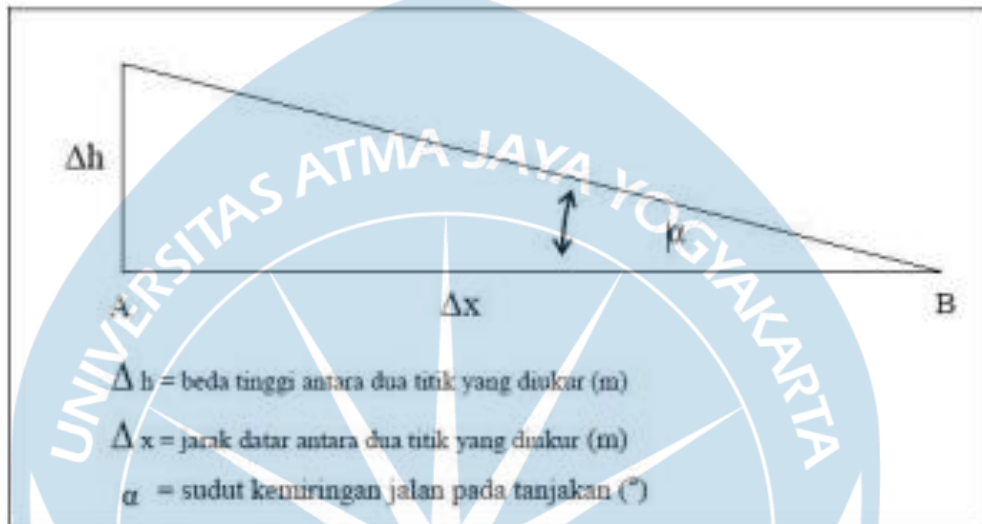 UNIVERSITAS ATMA JAYA YOGYAKARTA
Δh
α
A Δx B
Δ h = beda tinggi antara dua titik yang diukur (m)
Δ x = jarak datar antara dua titik yang diukur (m)
α = sudut kemiringan jalan pada tanjakan (°)